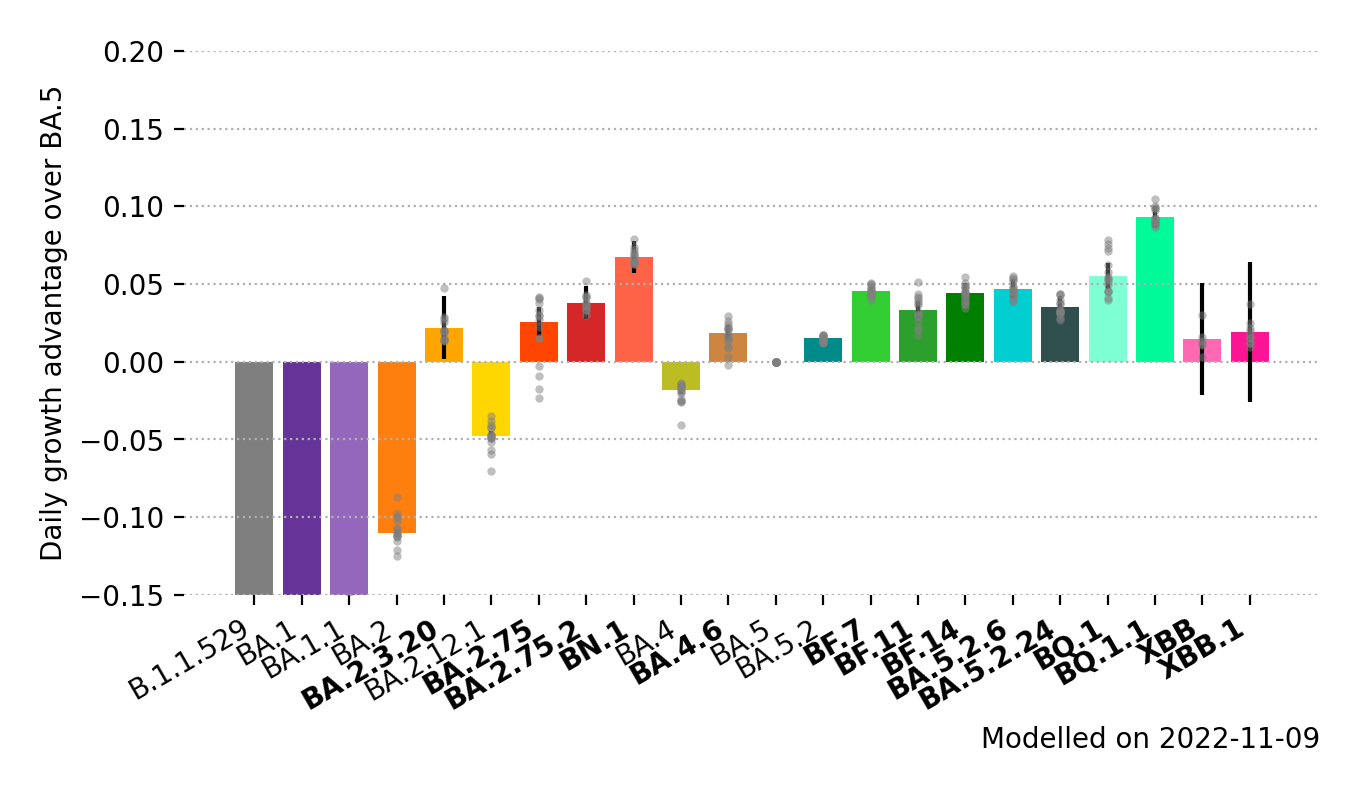 Daily growth advantage over BA.5
0.20
0.15
0.10
0.05
0.00
−0.05
−0.10
−0.15
B.1.1.529
BA.1
BA.1.1
BA.2
BA.2.3.20
BA.2.12.1
BA.2.75
BA.2.75.2
BN.1
BA.4
BA.4.6
BA.5
BA.5.2
BF.7
BF.11
BF.14
BA.5.2.6
BA.5.2.24
BQ.1
BQ.1.1
XBB
XBB.1
Modelled on 2022-11-09